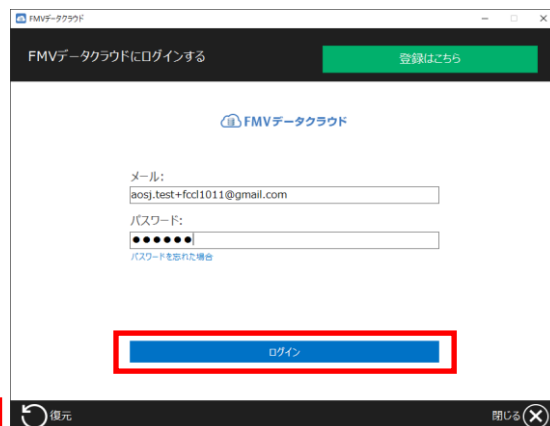 FMVデータクラウド
FMVデータクラウドにログインする
登録はこちら
FMVデータクラウド
メール:
aosj.test+fccl1011@gmail.com
パスワード:
●●●●●●
パスワードを忘れた場合
ログイン
復元
閉じる